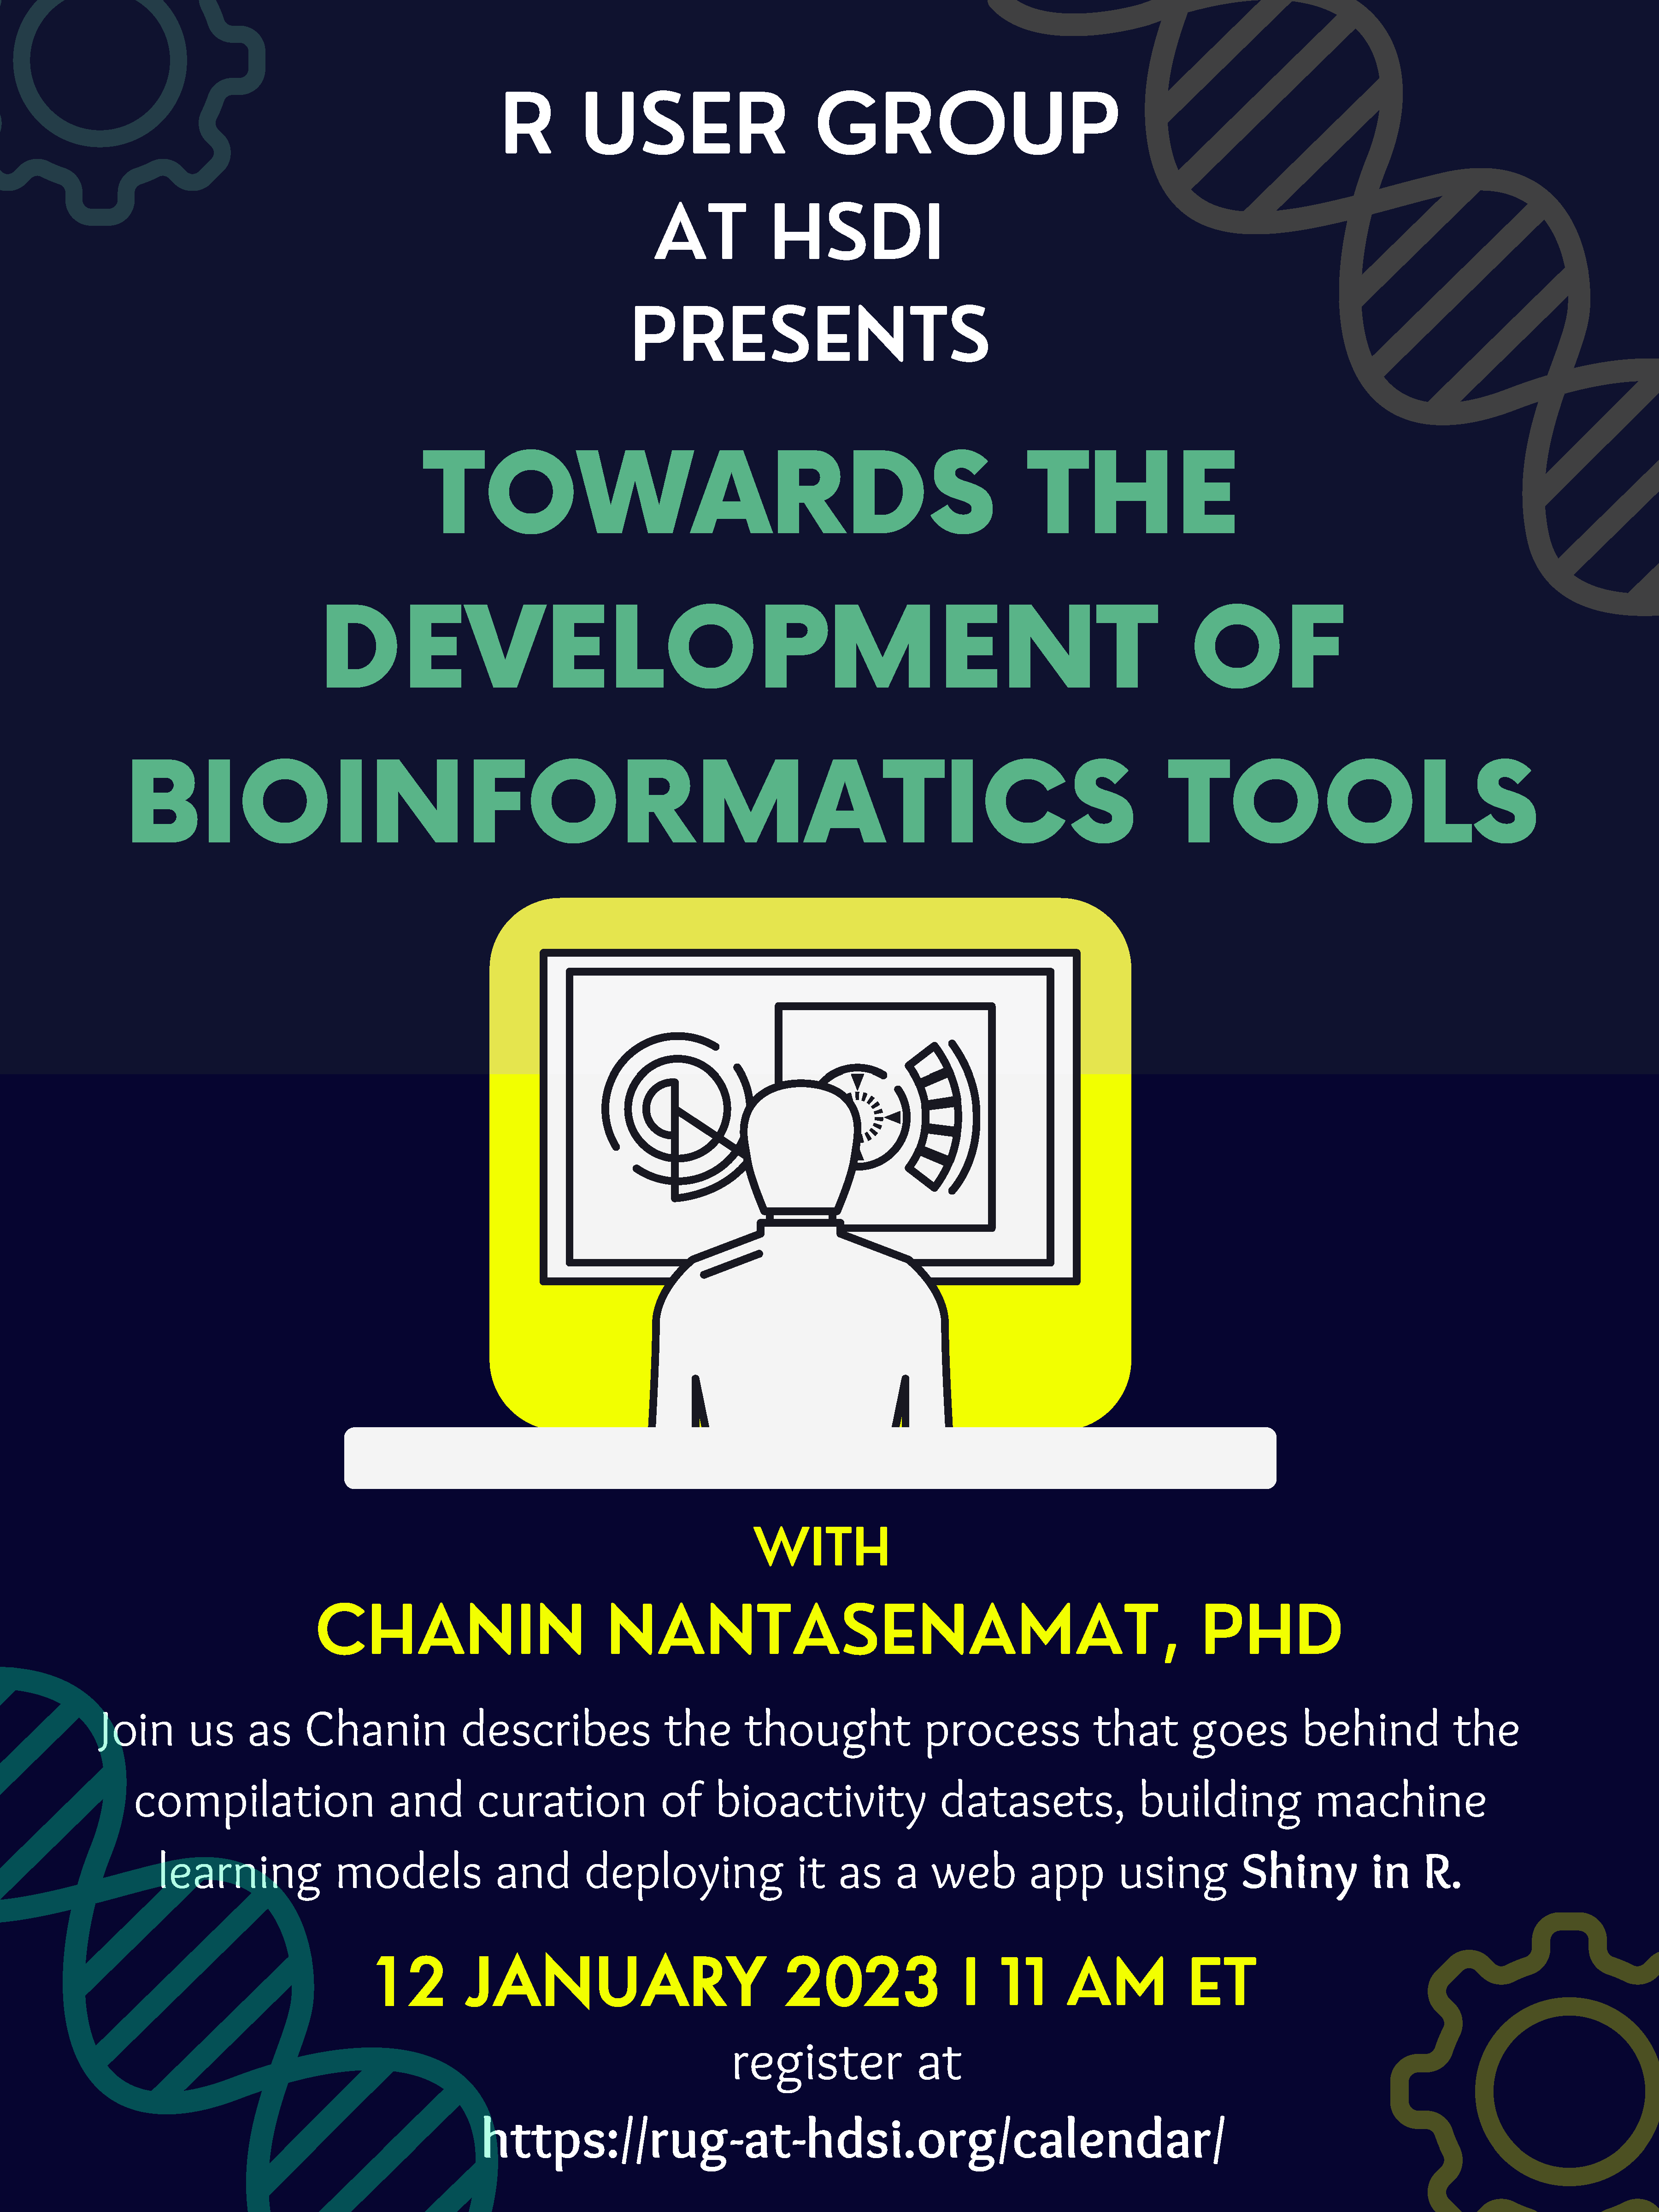 R USER GROUP
AT HSDI
PRESENTS
TOWARDS THE
DEVELOPMENT OF
BIOINFORMATICS TOOLS
WITH
CHANIN NANTASENAMAT, PHD
Join us as Chanin describes the thought process that goes behind the
compilation and curation of bioactivity datasets, building machine
learning models and deploying it as a web app using Shiny in R.
12 JANUARY 2023 | 11 AM ET
register at
https://rug-at-hdsi.org/calendar/